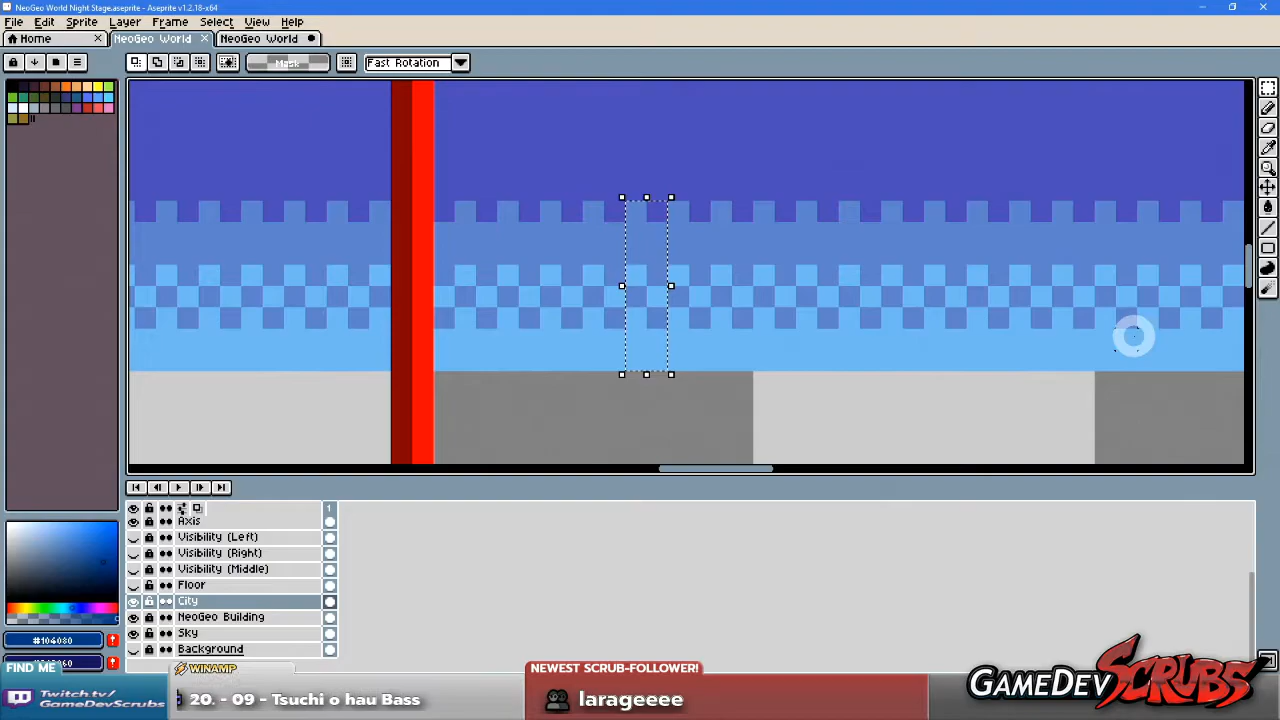 NeoGeo World Night Stage.aseprite - Aseprite v1.2.18-x64
File Edit Sprite Layer Frame Select View Help
Home NeoGeo World NeoGeo World
Mask Fast Rotation
1
Axis
Visibility (Left)
Visibility (Right)
Visibility (Middle)
Floor
City
NeoGeo Building
Sky
Background
#104080
FIND ME WINAMP NEWEST SCRUB-FOLLOWER!
Twitch.tv/
GameDevScrubs
20. - 09 - Tsuchi o hau Bass
larageeee
GAMEDEV SCRUBS